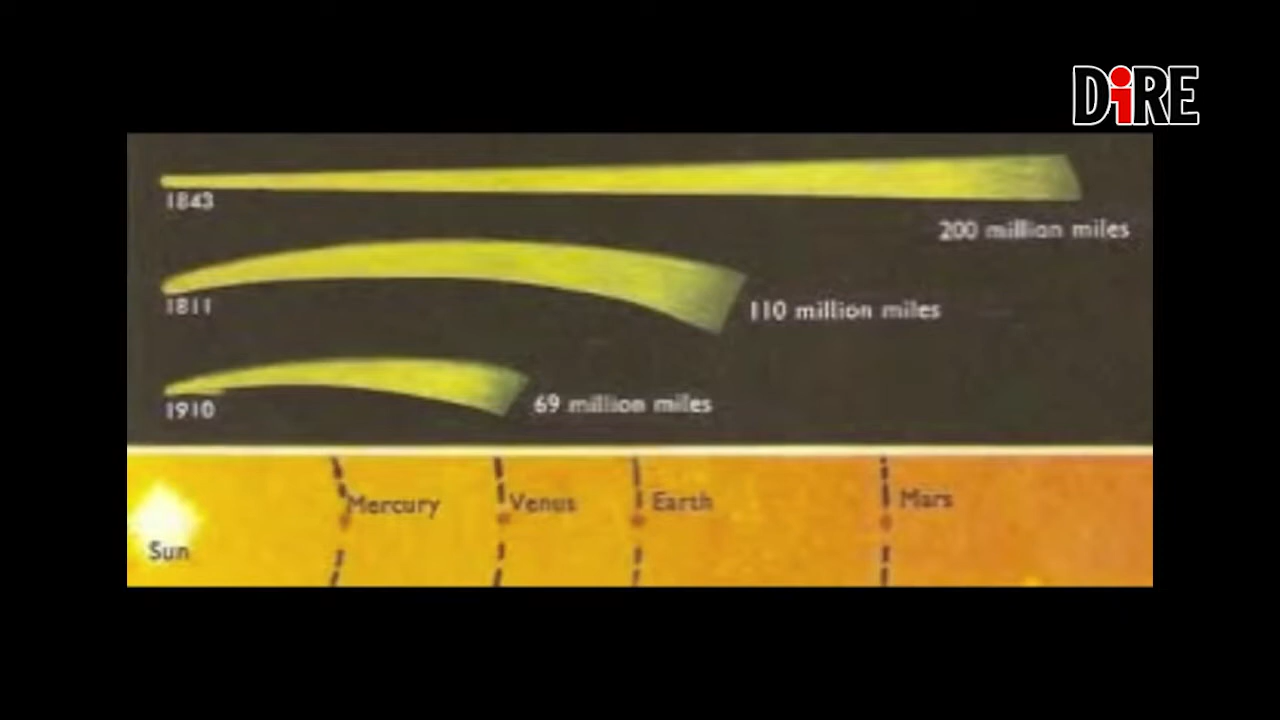 DiRE
1843
200 million miles
1811
110 million miles
1910
69 million miles
Mercury
Venus
Earth
Mars
Sun